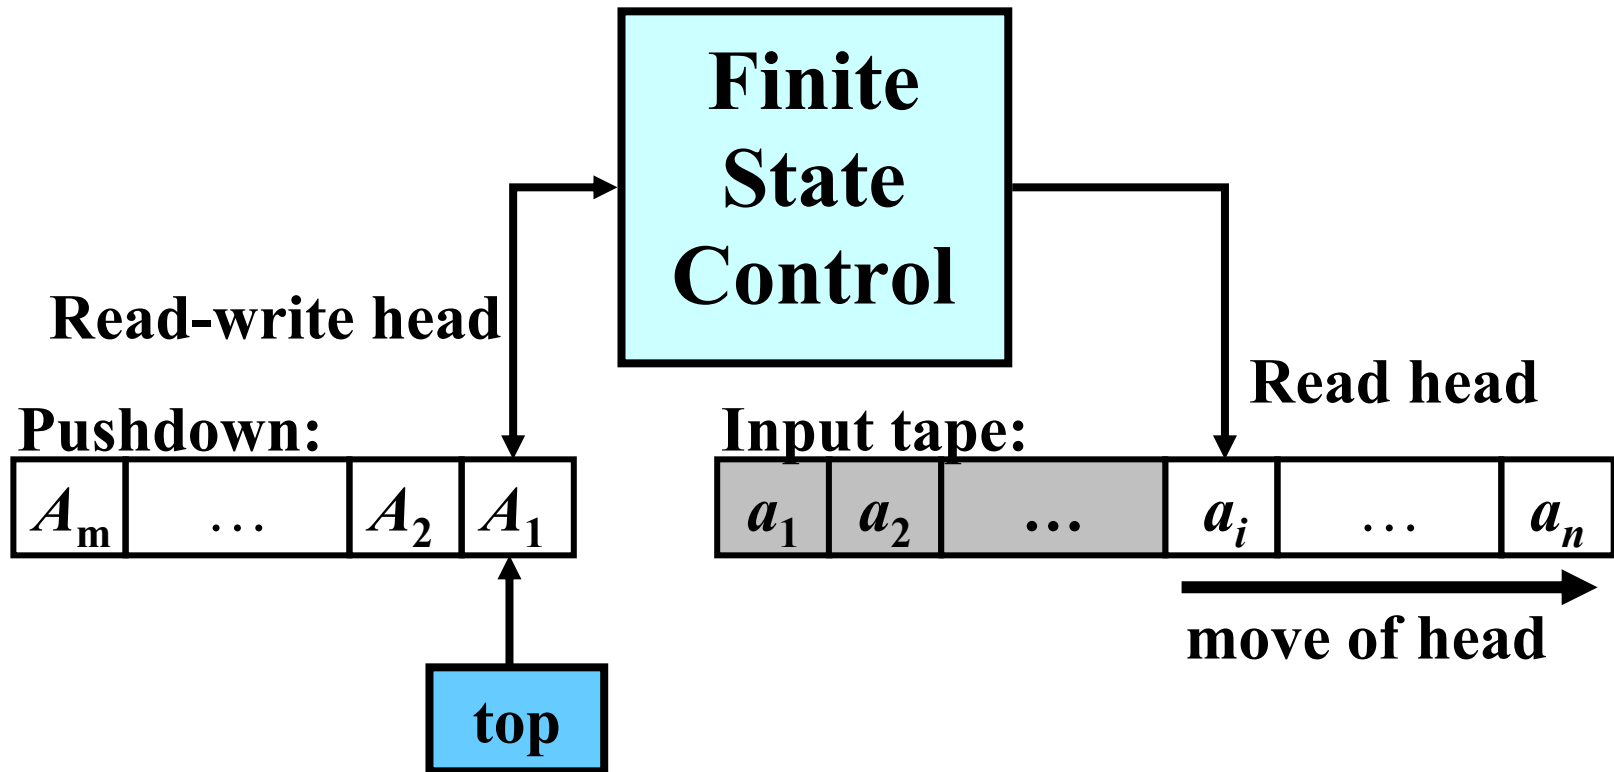 Finite
State
Control
Read-write head
Read head
Pushdown:
Input tape:
Am … A2 A1
a1 a2 … ai … an
move of head
top